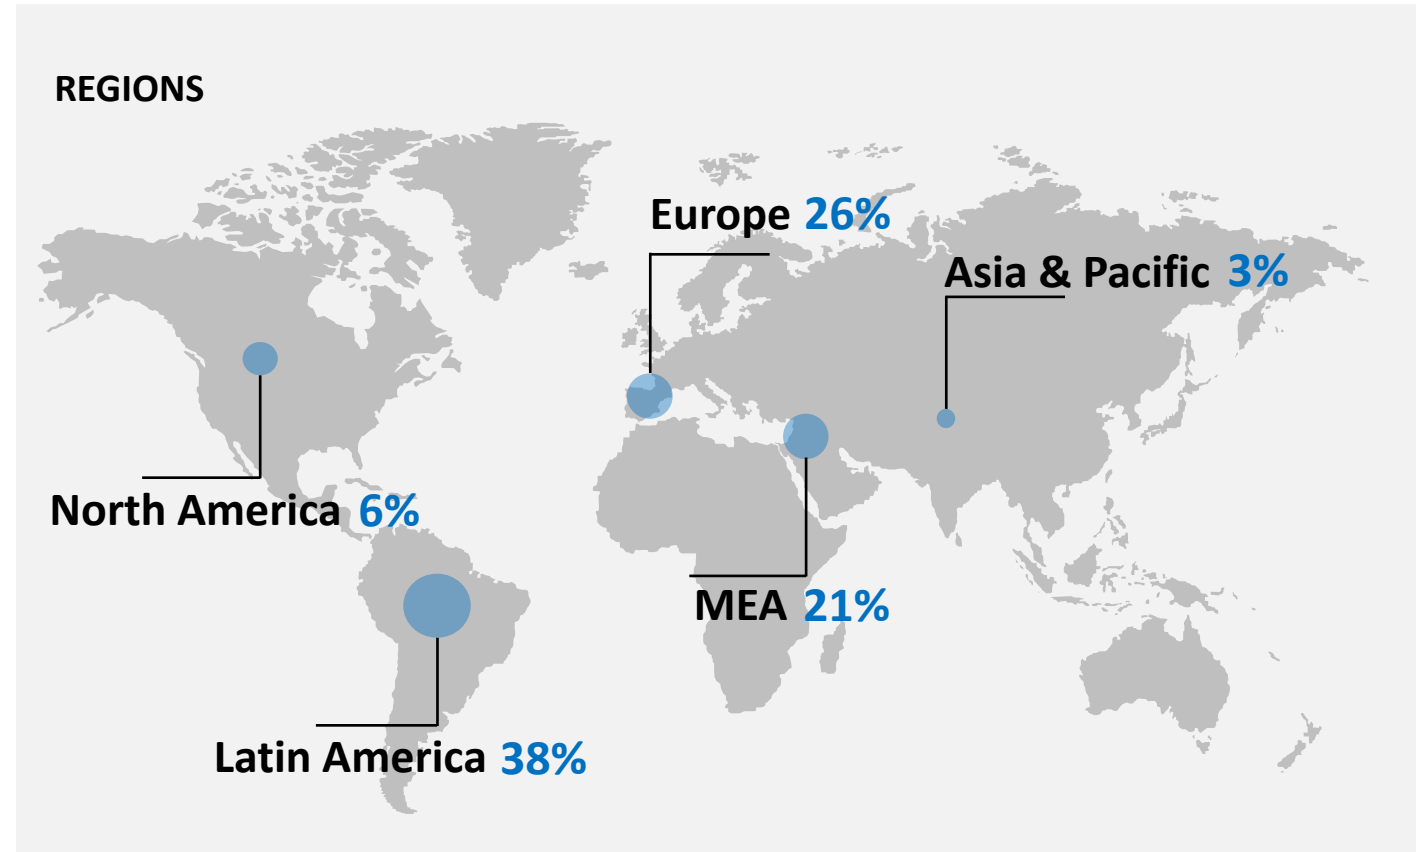 REGIONS
Europe 26%
Asia & Pacific 3%
North America 6%
MEA 21%
Latin America 38%